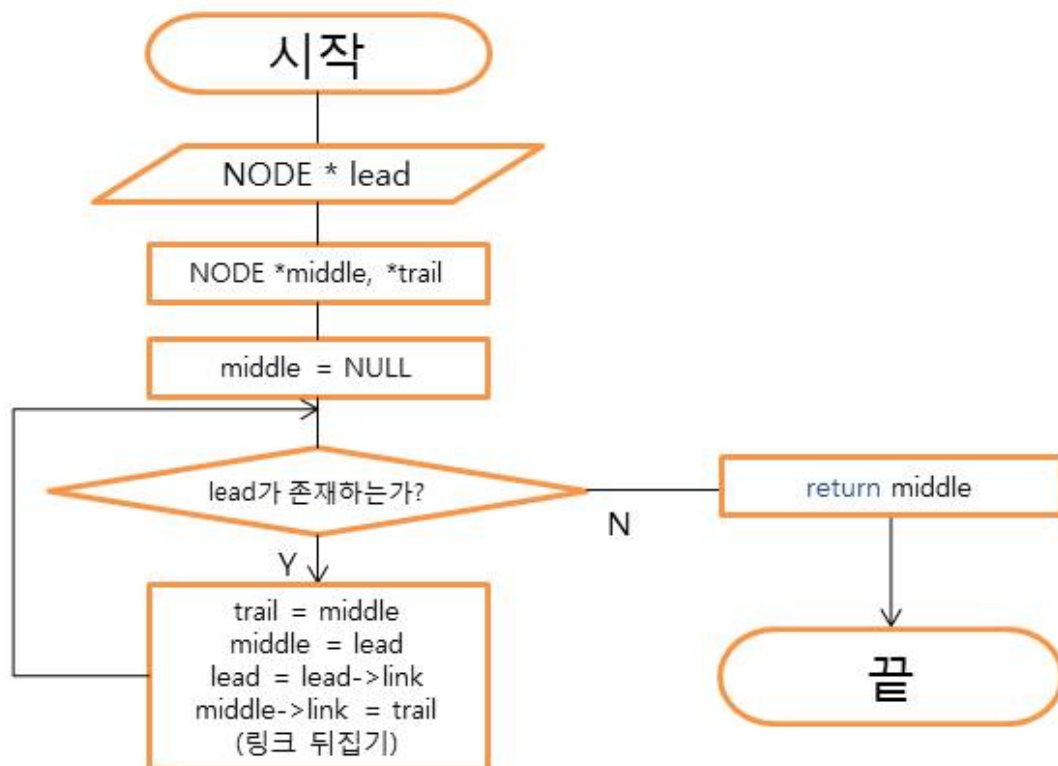 시작
NODE * lead
NODE *middle, *trail
middle = NULL
lead가 존재하는가?
N
return middle
Y
trail = middle
middle = lead
lead = lead->link
middle->link = trail
(링크 뒤집기)
끝